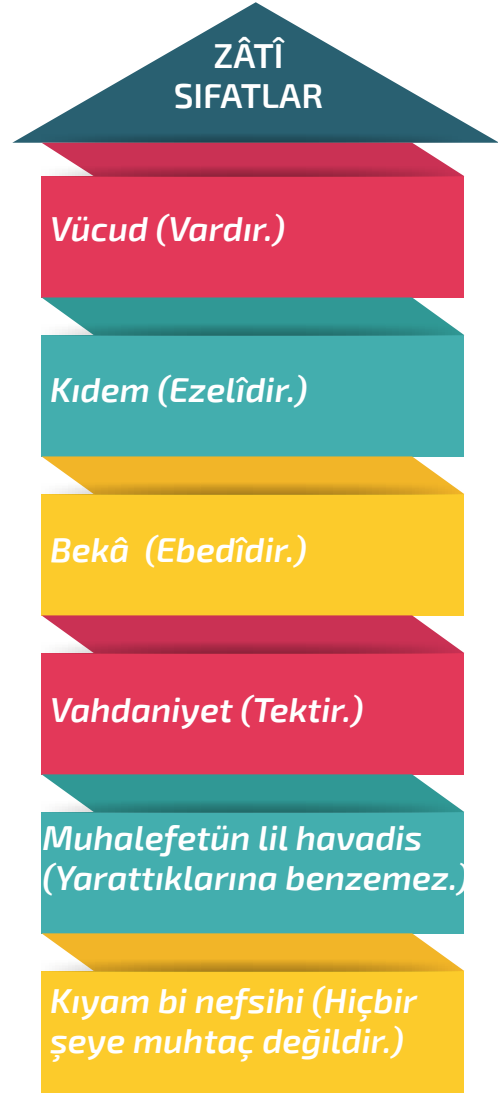 ZÂTÎ
SIFATLAR
Vücud (Vardır.)
Kıdem (Ezelîdir.)
Bekâ (Ebedîdir.)
Vahdaniyet (Tektir.)
Muhalefetün lil havadis
(Yarattıklarına benzemez.)
Kıyam bi nefsihi (Hiçbir
şeye muhtaç değildir.)